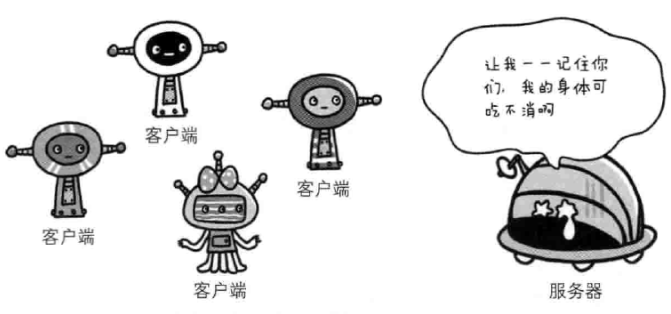 让我一一记住你
们，我的身体可
吃不消啊
客户端
客户端
客户端
客户端
服务器